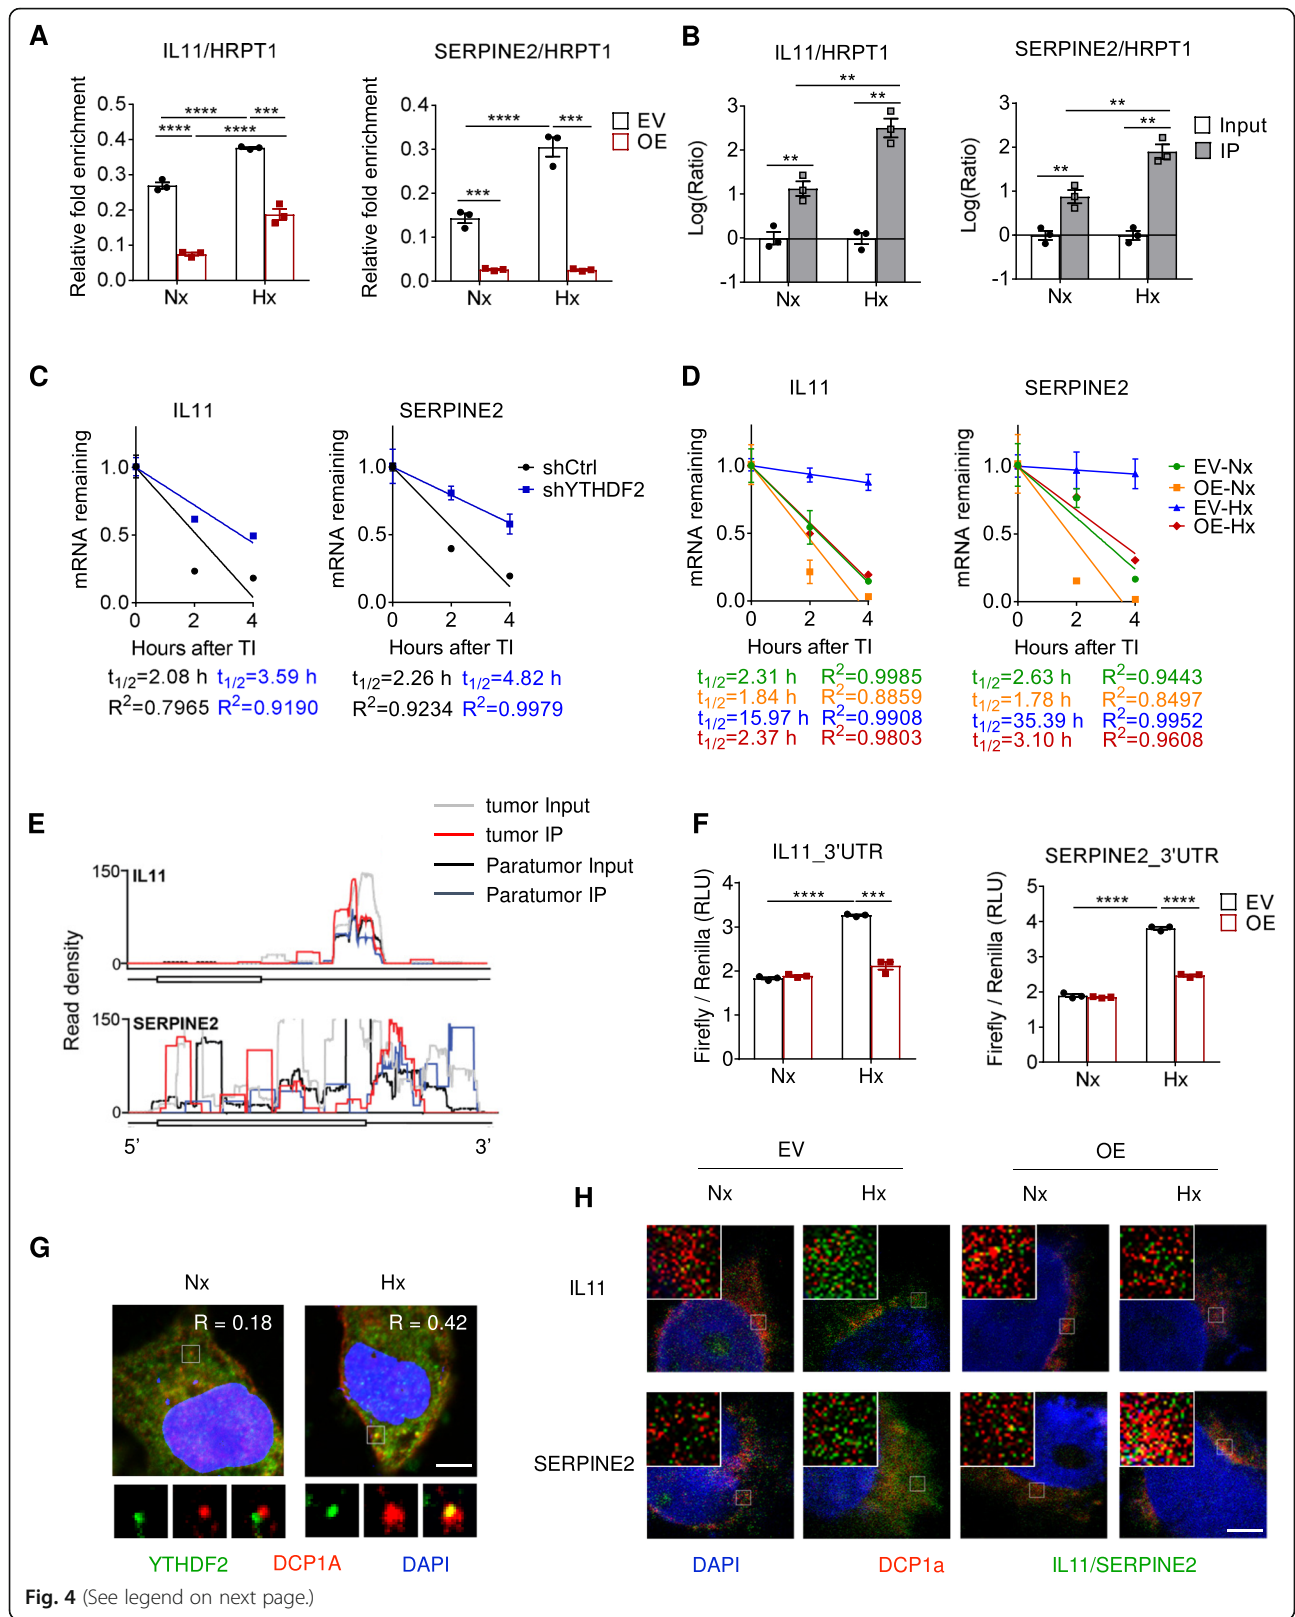 A
IL11/HRPT1
Relative fold enrichment
0.5
0.4
0.3
0.2
0.1
0.0
**** ***
**** ****
Nx Hx
SERPINE2/HRPT1
Relative fold enrichment
0.4
0.3
0.2
0.1
0.0
**** ***
***
Nx Hx
EV
OE
B
IL11/HRPT1
Log(Ratio)
3
2
1
0
-1
**
**
**
Nx Hx
SERPINE2/HRPT1
Log(Ratio)
3
2
1
0
-1
**
**
**
Nx Hx
Input
IP
C
IL11
mRNA remaining
1.0
0.5
0.0
0 2 4
Hours after TI
t1/2=2.08 h t1/2=3.59 h
R2=0.7965 R2=0.9190
SERPINE2
mRNA remaining
1.0
0.5
0.0
0 2 4
Hours after TI
t1/2=2.26 h t1/2=4.82 h
R2=0.9234 R2=0.9979
shCtrl
shYTHDF2
D
IL11
mRNA remaining
1.0
0.5
0.0
0 2 4
Hours after TI
t1/2=2.31 h R2=0.9985
t1/2=1.84 h R2=0.8859
t1/2=15.97 h R2=0.9908
t1/2=2.37 h R2=0.9803
SERPINE2
mRNA remaining
1.0
0.5
0.0
0 2 4
Hours after TI
t1/2=2.63 h R2=0.9443
t1/2=1.78 h R2=0.8497
t1/2=35.39 h R2=0.9952
t1/2=3.10 h R2=0.9608
EV-Nx
OE-Nx
EV-Hx
OE-Hx
E
tumor Input
tumor IP
Paratumor Input
Paratumor IP
Read density
150
IL11
0
150
SERPINE2
0
5’ 3’
F
IL11_3'UTR
Firefly / Renilla (RLU)
4
3
2
1
0
**** ***
Nx Hx
SERPINE2_3'UTR
Firefly / Renilla (RLU)
5
4
3
2
1
0
**** ****
Nx Hx
EV
OE
G
Nx Hx
R = 0.18 R = 0.42
YTHDF2 DCP1A DAPI
H
EV OE
Nx Hx Nx Hx
IL11
SERPINE2
DAPI DCP1a IL11/SERPINE2
Fig. 4 (See legend on next page.)